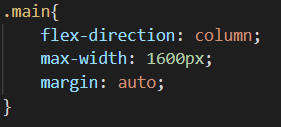 .main{
    flex-direction: column;
    max-width: 1600px;
    margin: auto;
}